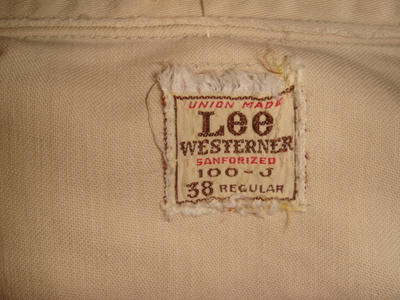 UNION MADE
Lee
WESTERNER
SANFORIZED
100-J
38 REGULAR